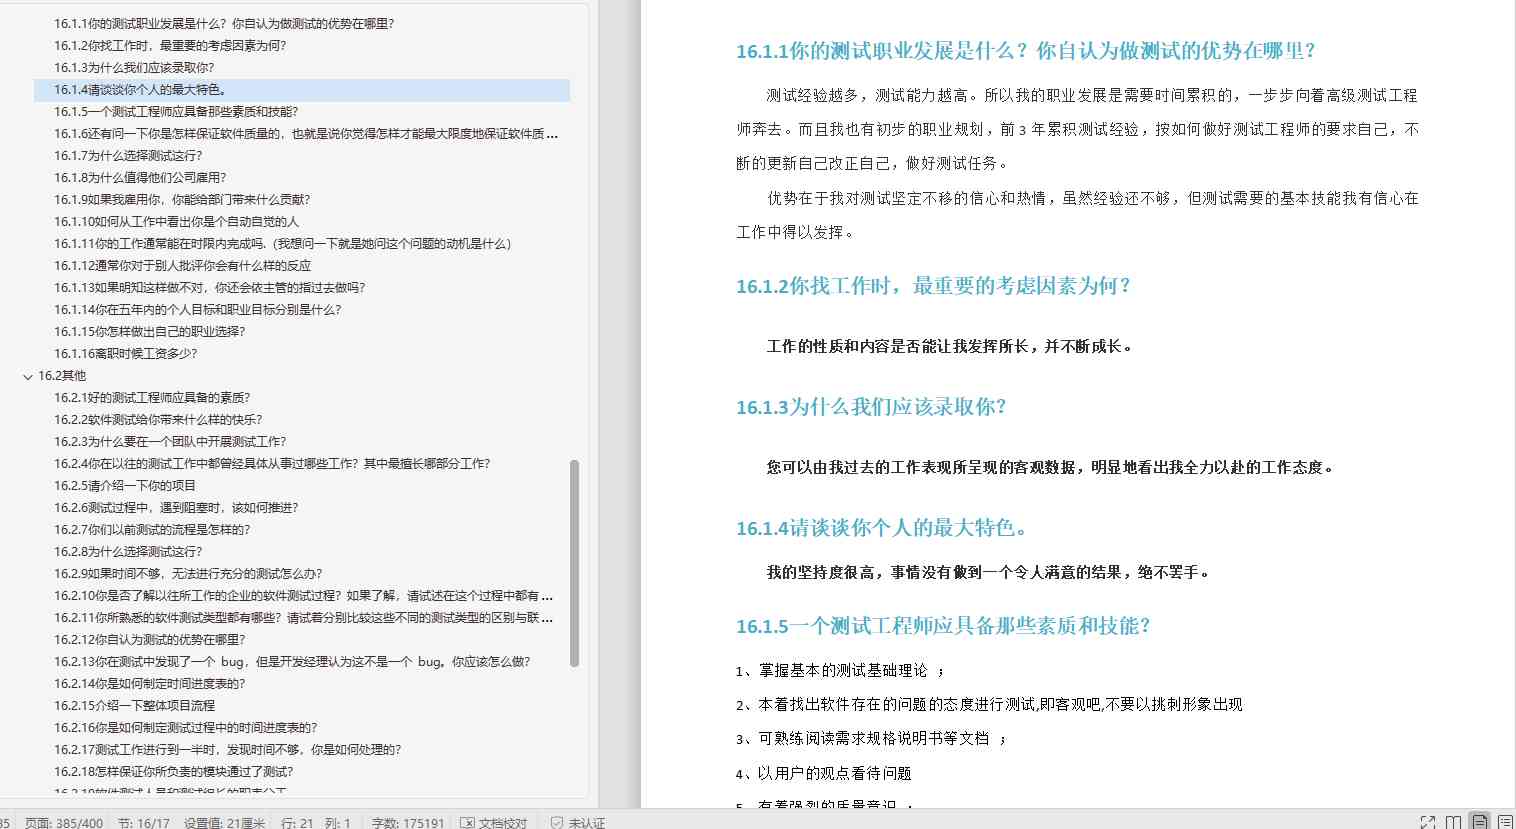 16.1.1你的测试职业发展是什么？你自认为做测试的优势在哪里？
16.1.2你找工作时，最重要的考虑因素为何？
16.1.3为什么我们应该录取你？
16.1.4请谈谈你个人的最大特色。
16.1.5一个测试工程师应具备那些素质和技能？
16.1.6还有问一下你是怎样保证软件质量的，也就是说你觉得怎样才能最大限度地保证软件质 ...
16.1.7为什么选择测试这行？
16.1.8为什么值得他们公司雇用？
16.1.9如果我雇用你，你能给部门带来什么贡献？
16.1.10如何从工作中看出你是个自动自觉的人
16.1.11你的工作通常能在时限内完成吗.（我想问一下就是她问这个问题的动机是什么）
16.1.12通常你对于别人批评你会有什么样的反应
16.1.13如果明知这样做不对，你还会依主管的指过去做吗？
16.1.14你在五年内的个人目标和职业目标分别是什么？
16.1.15你怎样做出自己的职业选择？
16.1.16离职时候工资多少？
16.2其他
16.2.1好的测试工程师应具备的素质？
16.2.2软件测试给你带来什么样的快乐？
16.2.3为什么要在一个团队中开展测试工作？
16.2.4你在以往的测试工作中都曾经具体从事过哪些工作？其中最擅长哪部分工作？
16.2.5请介绍一下你的项目
16.2.6测试过程中，遇到阻塞时，该如何推进？
16.2.7你们以前测试的流程是怎样的？
16.2.8为什么选择测试这行？
16.2.9如果时间不够，无法进行充分的测试怎么办？
16.2.10你是否了解以往所工作的企业的软件测试过程？如果了解，请试述在这个过程中都有 ...
16.2.11你所熟悉的软件测试类型都有哪些？请试着分别比较这些不同的测试类型的区别与联 ...
16.2.12你自认为测试的优势在哪里？
16.2.13你在测试中发现了一个 bug，但是开发经理认为这不是一个 bug。你应该怎么做？
16.2.14你是如何制定时间进度表的？
16.2.15介绍一下整体项目流程
16.2.16你是如何制定测试过程中的时间进度表的？
16.2.17测试工作进行到一半时，发现时间不够，你是如何处理的？
16.2.18怎样保证你所负责的模块通过了测试？
16.2.19软件测试人员和测试组长的职责分工
16.1.1你的测试职业发展是什么？你自认为做测试的优势在哪里？
测试经验越多，测试能力越高。所以我的职业发展是需要时间累积的，一步步向着高级测试工程
师奔去。而且我也有初步的职业规划，前 3 年累积测试经验，按如何做好测试工程师的要求自己，不
断的更新自己改正自己，做好测试任务。
优势在于我对测试坚定不移的信心和热情，虽然经验还不够，但测试需要的基本技能我有信心在
工作中得以发挥。
16.1.2你找工作时，最重要的考虑因素为何？
工作的性质和内容是否能让我发挥所长，并不断成长。
16.1.3为什么我们应该录取你？
您可以由我过去的工作表现所呈现的客观数据，明显地看出我全力以赴的工作态度。
16.1.4请谈谈你个人的最大特色。
我的坚持度很高，事情没有做到一个令人满意的结果，绝不罢手。
16.1.5一个测试工程师应具备那些素质和技能？
1、掌握基本的测试基础理论 ；
2、本着找出软件存在的问题的态度进行测试,即客观吧,不要以挑刺形象出现
3、可熟练阅读需求规格说明书等文档 ；
4、以用户的观点看待问题
5、有着强烈的质量意识 ；
35 页面: 385/400 节: 16/17 设置值: 21厘米 行: 21 列: 1 字数: 175191 文档校对 未认证